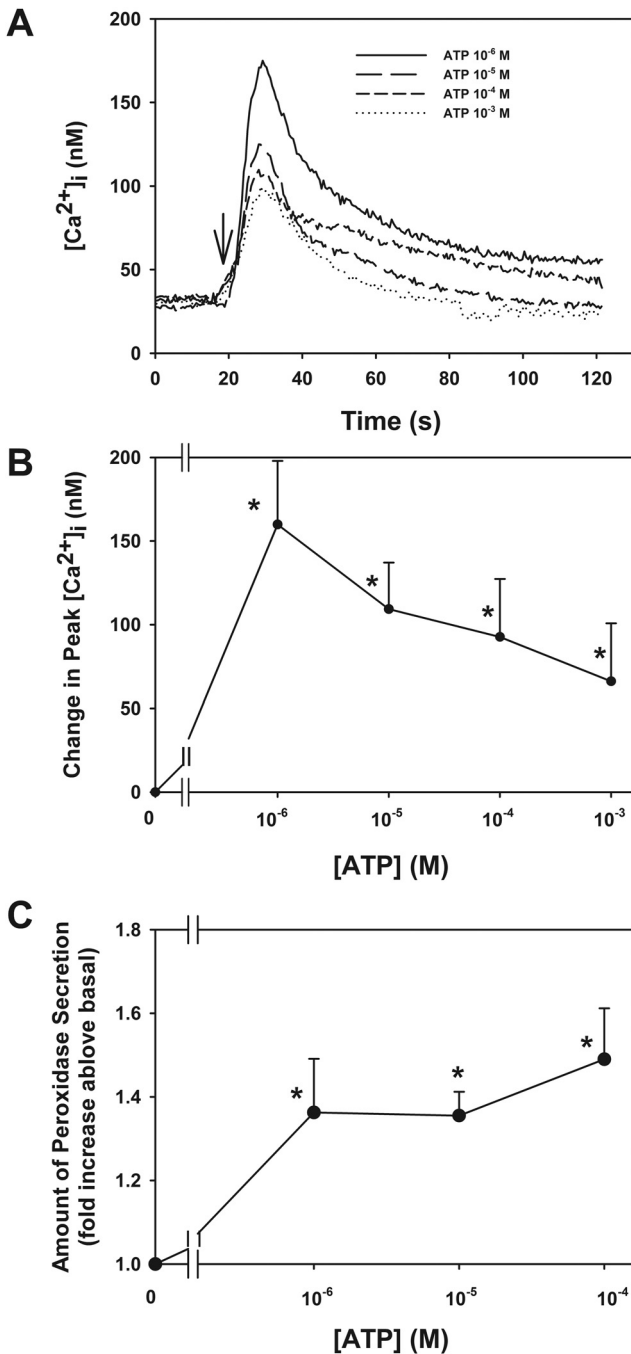 A
[Ca²⁺]ᵢ (nM)
200
150
100
50
0
ATP 10⁻⁶ M
ATP 10⁻⁵ M
ATP 10⁻⁴ M
ATP 10⁻³ M
0 20 40 60 80 100 120
Time (s)
B
Change in Peak [Ca²⁺]ᵢ (nM)
200
150
100
50
0
* * * *
0 10⁻⁶ 10⁻⁵ 10⁻⁴ 10⁻³
[ATP] (M)
C
Amount of Peroxidase Secretion
(fold increase ablove basal)
1.8
1.6
1.4
1.2
1.0
* * *
0 10⁻⁶ 10⁻⁵ 10⁻⁴
[ATP] (M)